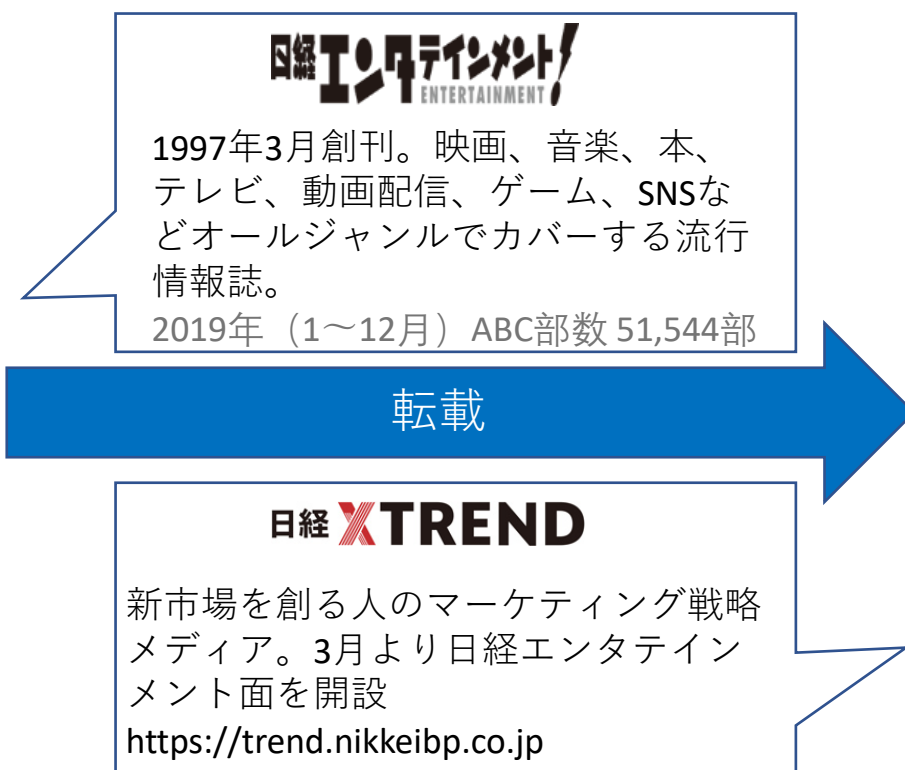 日経エンタテインメント!
ENTERTAINMENT
1997年3月創刊。映画、音楽、本、
テレビ、動画配信、ゲーム、SNSな
どオールジャンルでカバーする流行
情報誌。
2019年（1～12月）ABC部数 51,544部
転載
日経 XTREND
新市場を創る人のマーケティング戦略
メディア。3月より日経エンタテイン
メント面を開設
https://trend.nikkeibp.co.jp